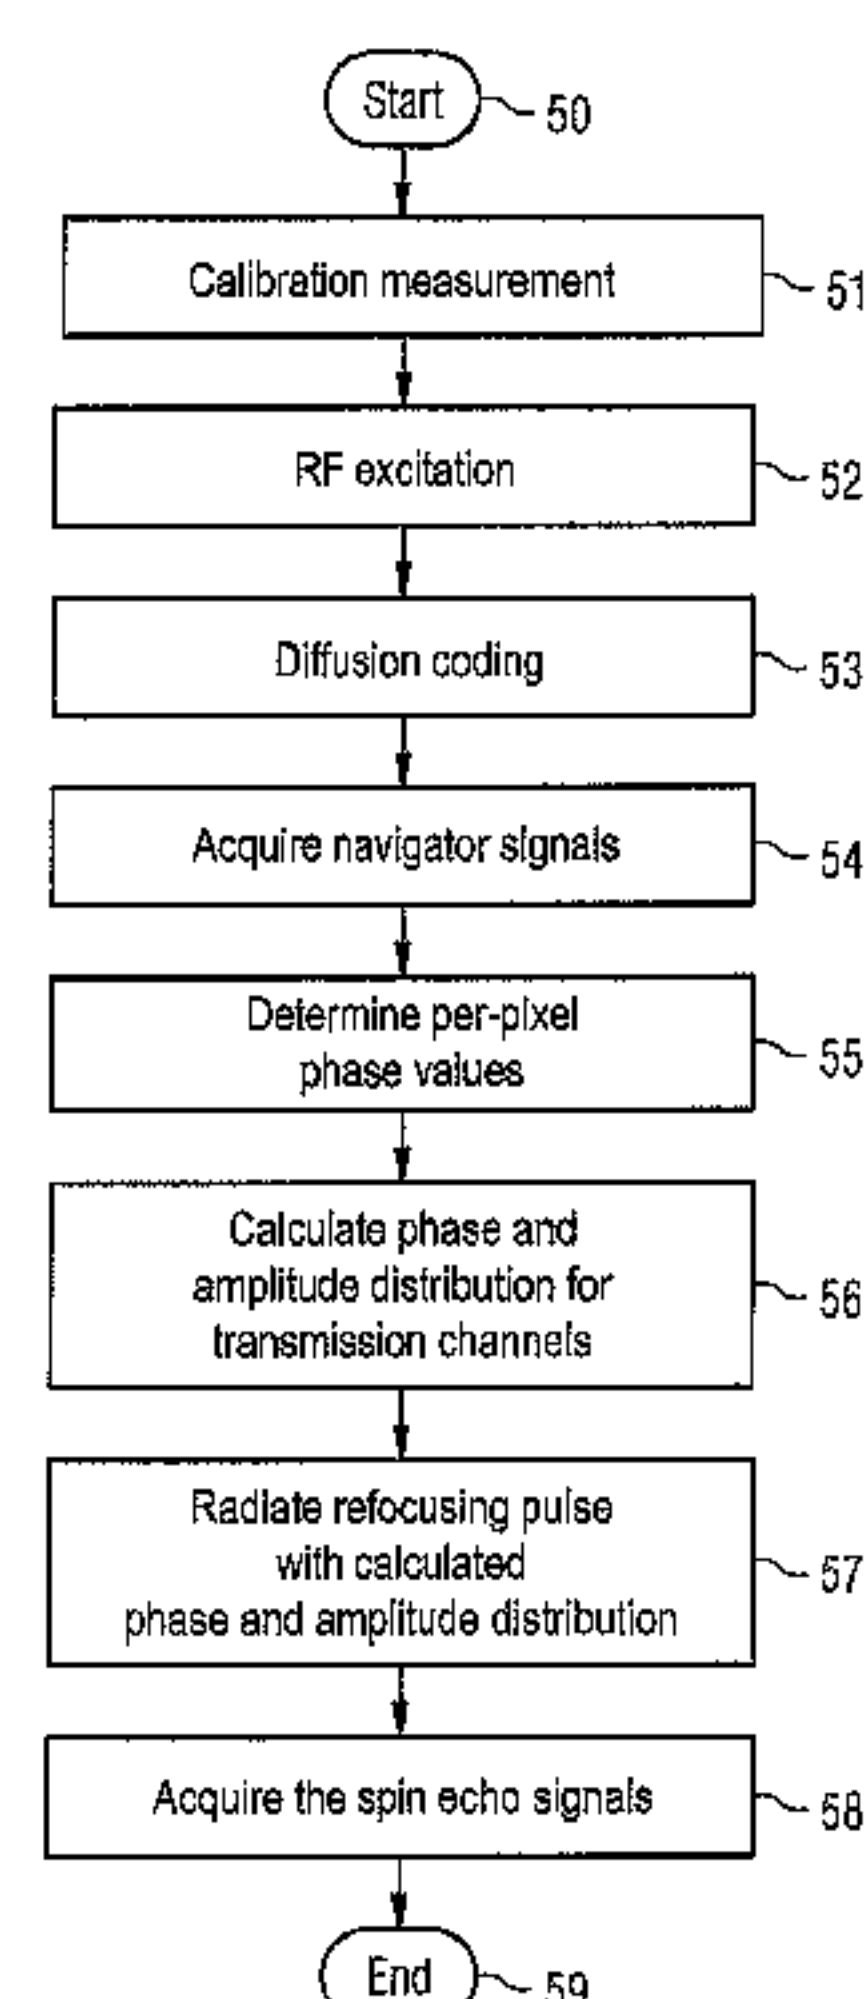 Start
50
Calibration measurement
51
RF excitation
52
Diffusion coding
53
Acquire navigator signals
54
Determine per-pixel
phase values
55
Calculate phase and
amplitude distribution for
transmission channels
56
Radiate refocusing pulse
with calculated
phase and amplitude distribution
57
Acquire the spin echo signals
58
End
59